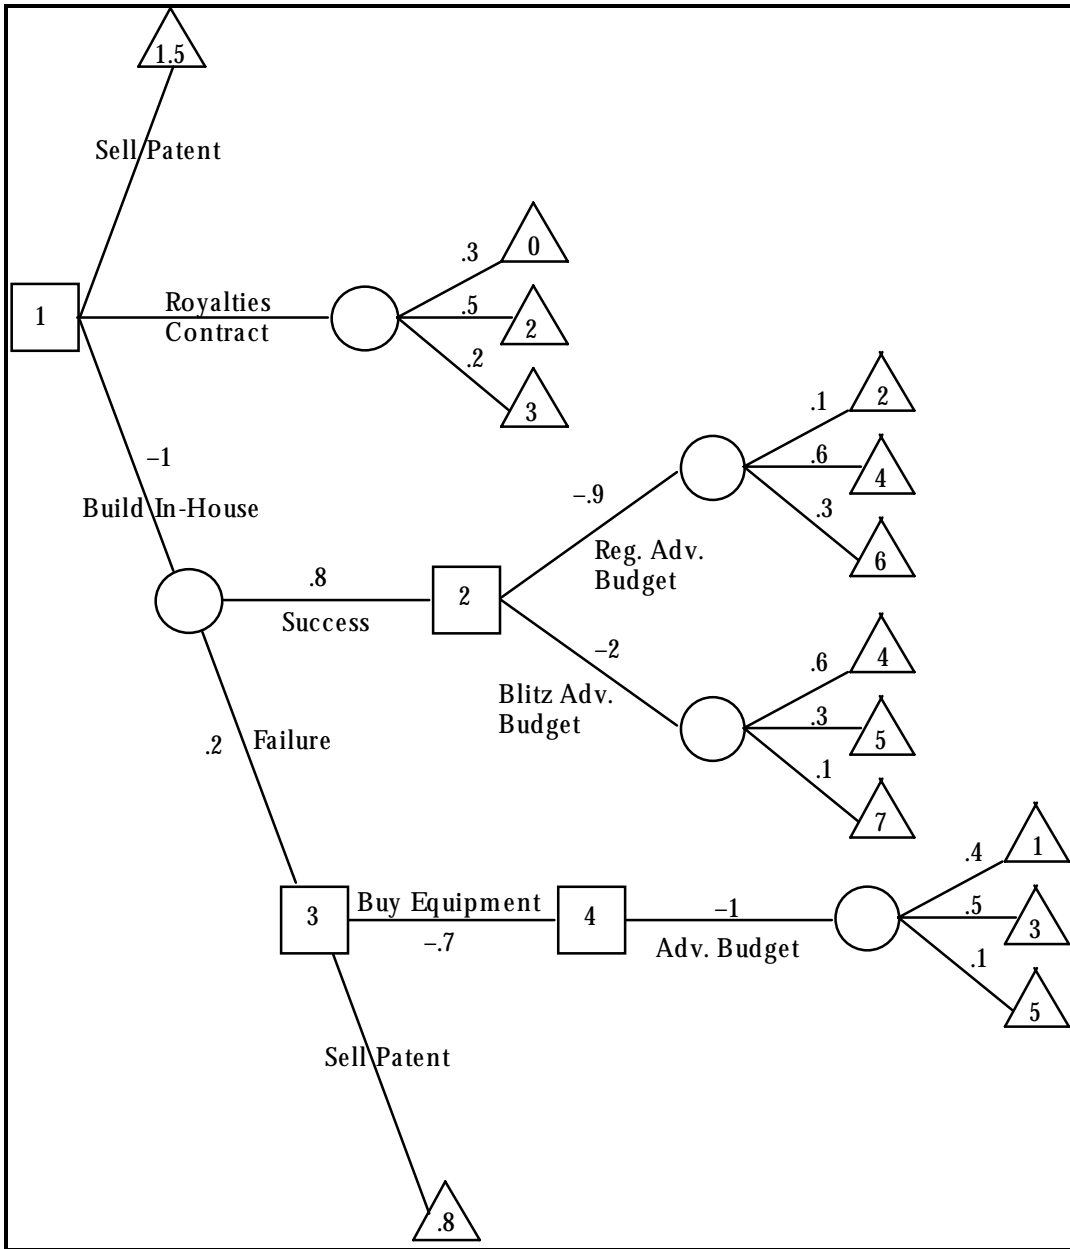 1.5
Sell Patent
.3
0
1
Royalties
Contract
.5
2
.2
3
–1
Build In-House
.8
Success
2
–.9
Reg. Adv.
Budget
.1
2
.6
4
.3
6
–2
Blitz Adv.
Budget
.6
4
.3
5
.1
7
.2
Failure
3
Buy Equipment
–.7
4
–1
Adv. Budget
.4
1
.5
3
.1
5
Sell Patent
.8